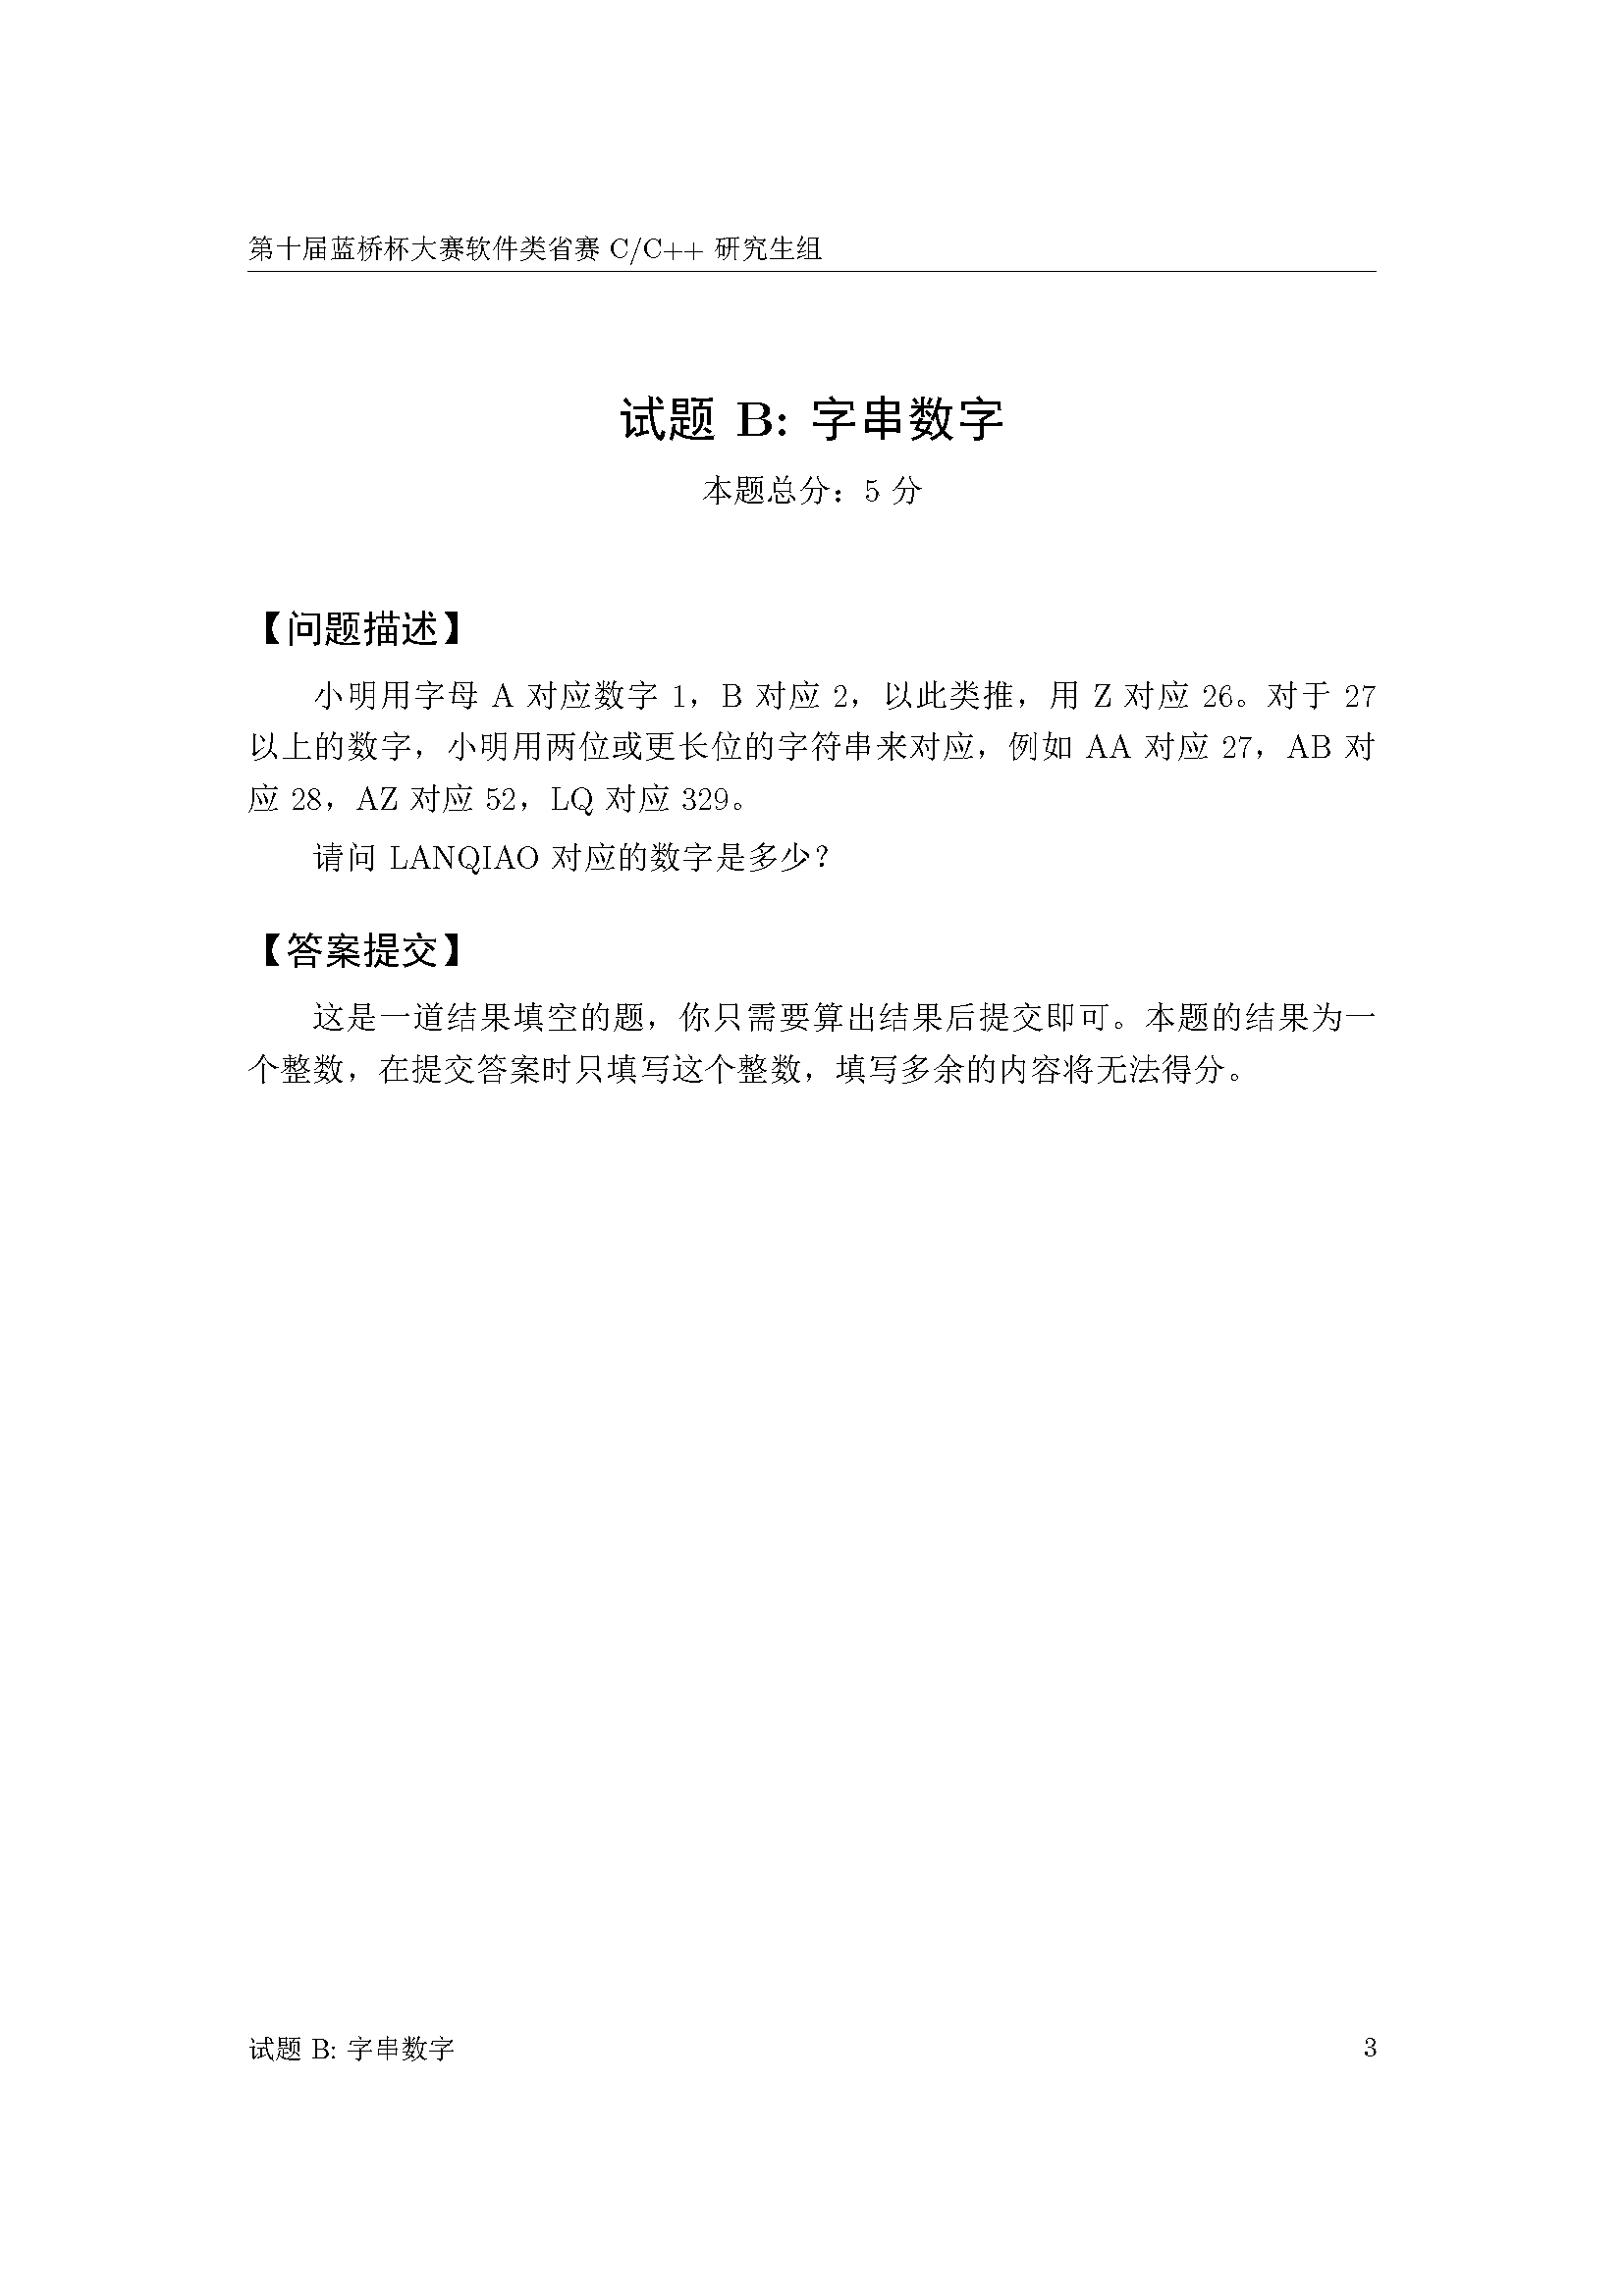 第十届蓝桥杯大赛软件类省赛 C/C++ 研究生组
试题 B: 字串数字
本题总分：5 分
【问题描述】
小明用字母 A 对应数字 1，B 对应 2，以此类推，用 Z 对应 26。对于 27
以上的数字，小明用两位或更长位的字符串来对应，例如 AA 对应 27，AB 对
应 28，AZ 对应 52，LQ 对应 329。
请问 LANQIAO 对应的数字是多少？
【答案提交】
这是一道结果填空的题，你只需要算出结果后提交即可。本题的结果为一
个整数，在提交答案时只填写这个整数，填写多余的内容将无法得分。
试题 B: 字串数字
3